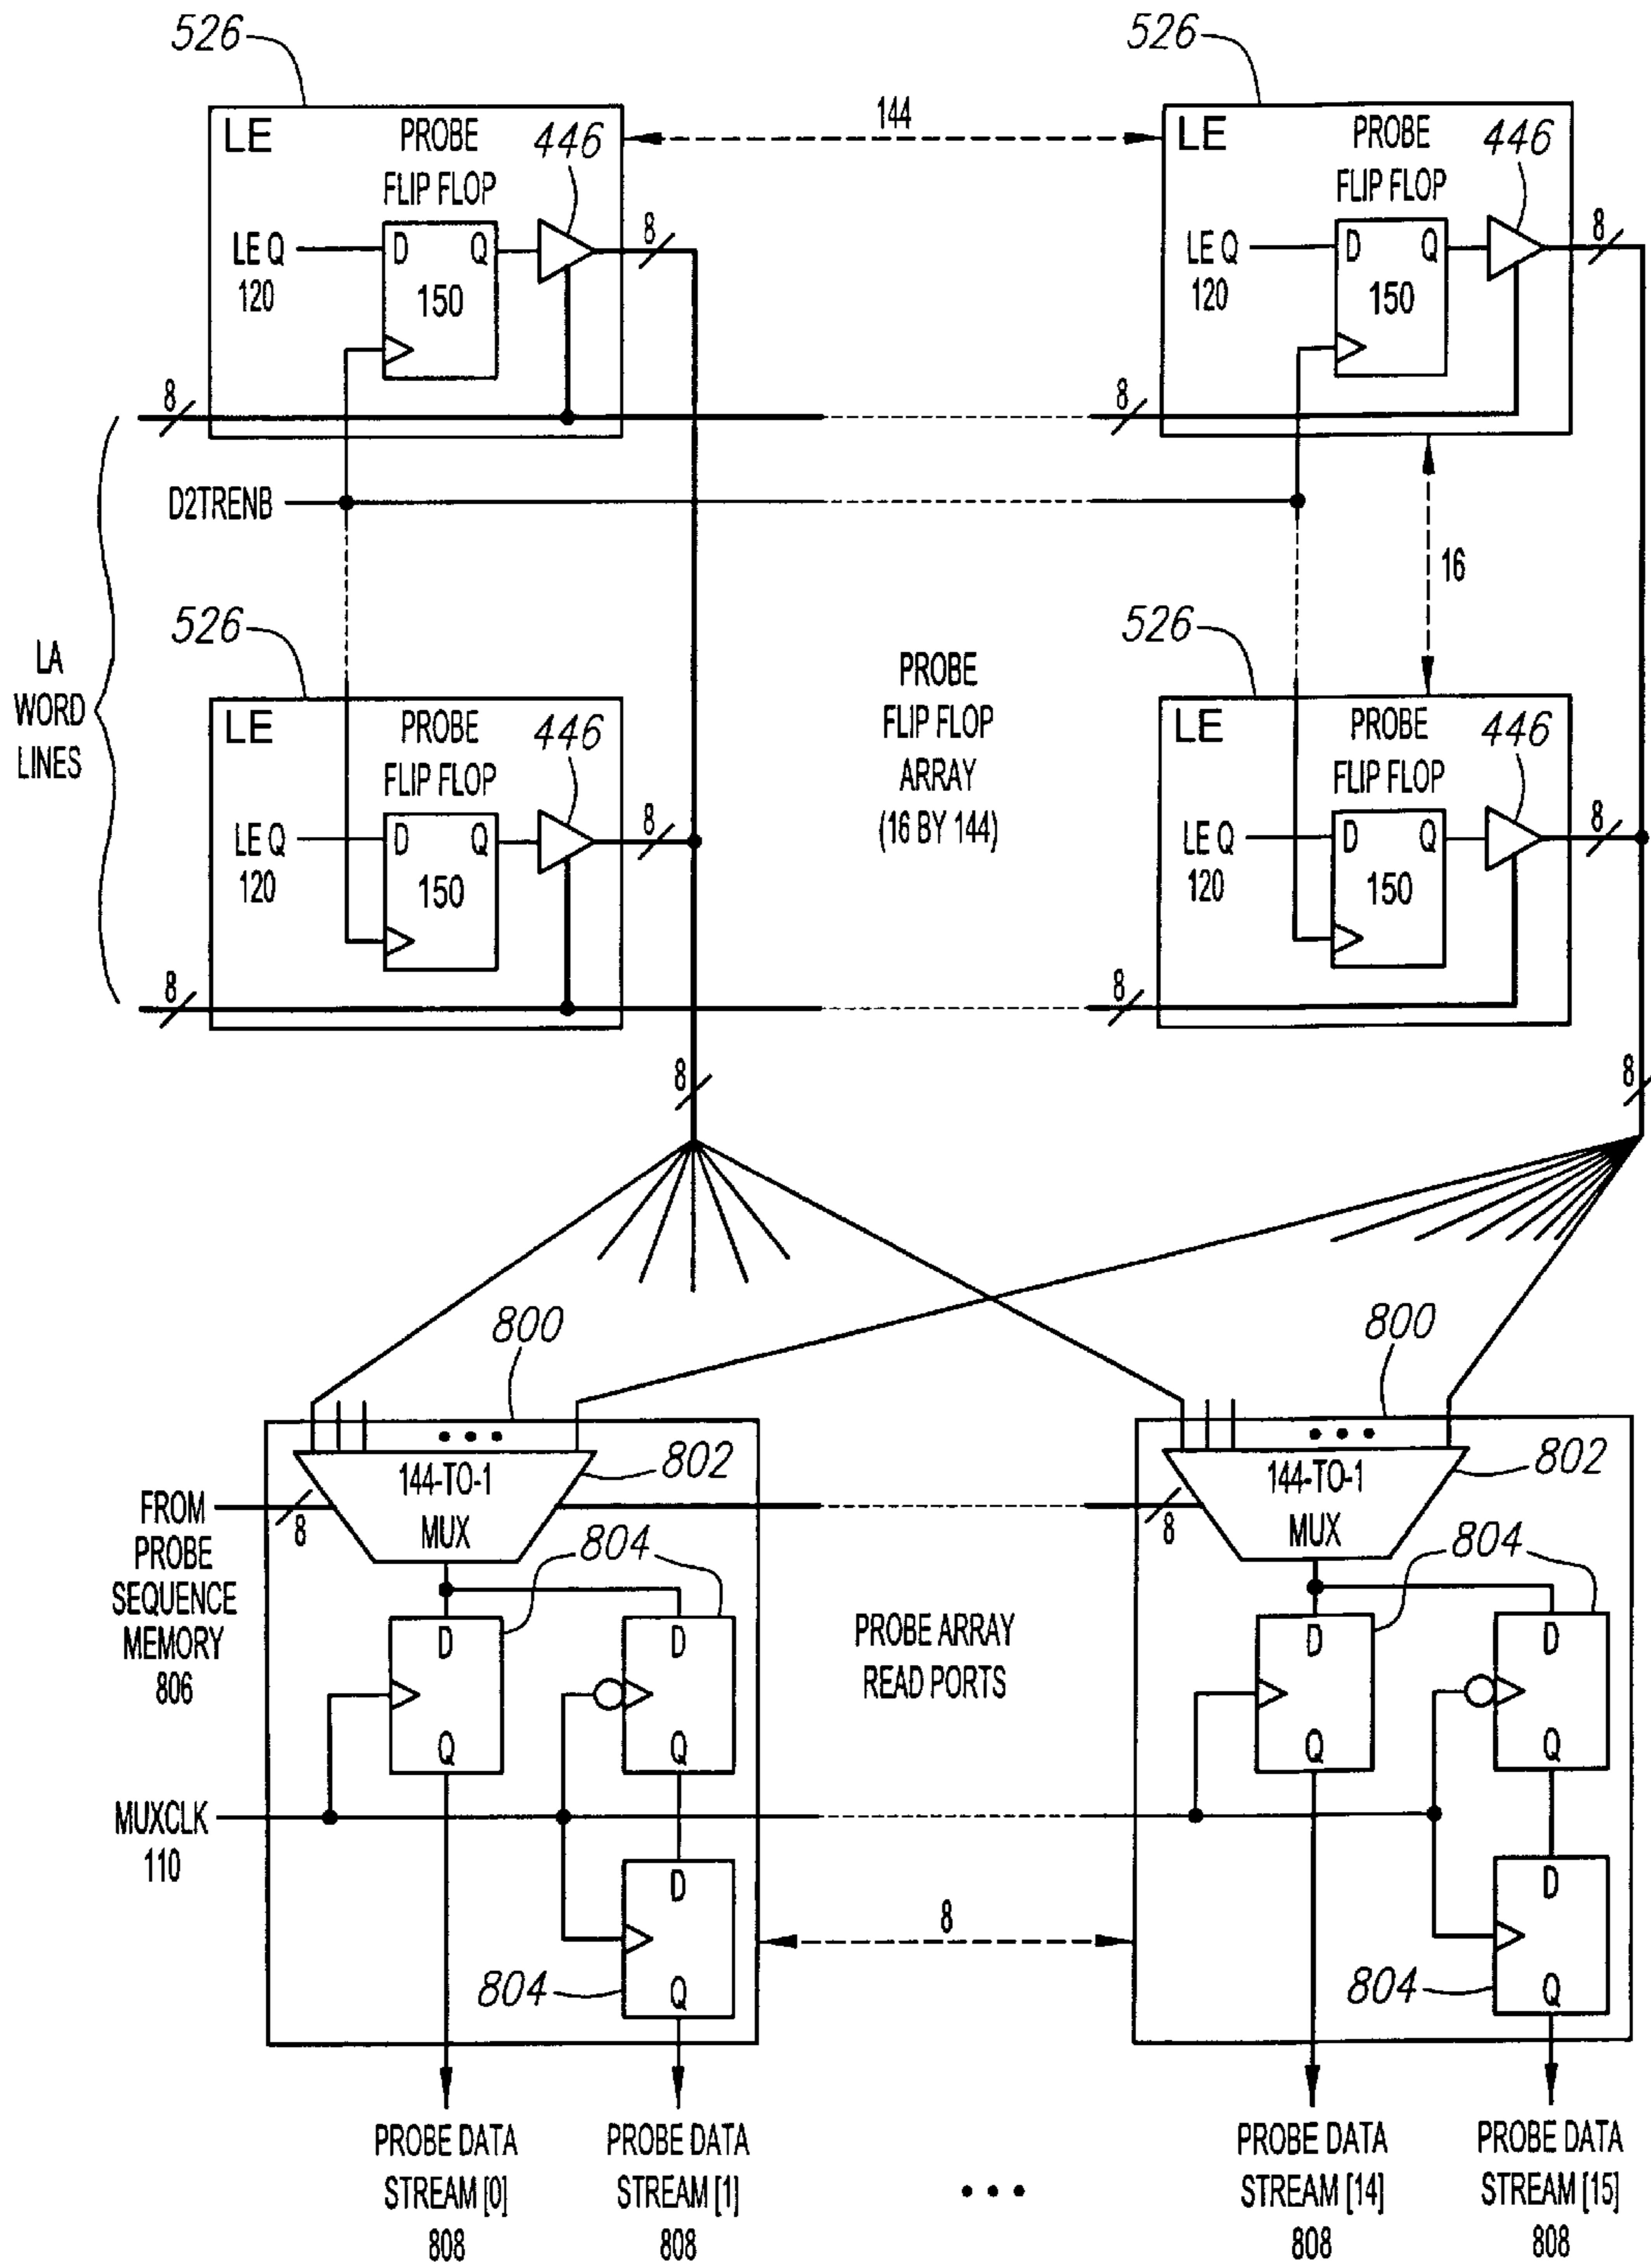 526
526
LE
PROBE
FLIP FLOP
446
144
LE
PROBE
FLIP FLOP
446
LE Q
120
D
Q
150
8
LE Q
120
D
Q
150
8
8
8
D2TRENB
16
LA
WORD
LINES
526
526
LE
PROBE
FLIP FLOP
446
PROBE
FLIP FLOP
ARRAY
(16 BY 144)
LE
PROBE
FLIP FLOP
446
LE Q
120
D
Q
150
8
LE Q
120
D
Q
150
8
8
8
8
8
800
800
144-TO-1
MUX
802
144-TO-1
MUX
802
FROM
PROBE
SEQUENCE
MEMORY
806
8
8
804
804
D
Q
D
Q
PROBE ARRAY
READ PORTS
D
Q
D
Q
MUXCLK
110
D
Q
804
8
D
Q
804
PROBE DATA
STREAM [0]
808
PROBE DATA
STREAM [1]
808
PROBE DATA
STREAM [14]
808
PROBE DATA
STREAM [15]
808